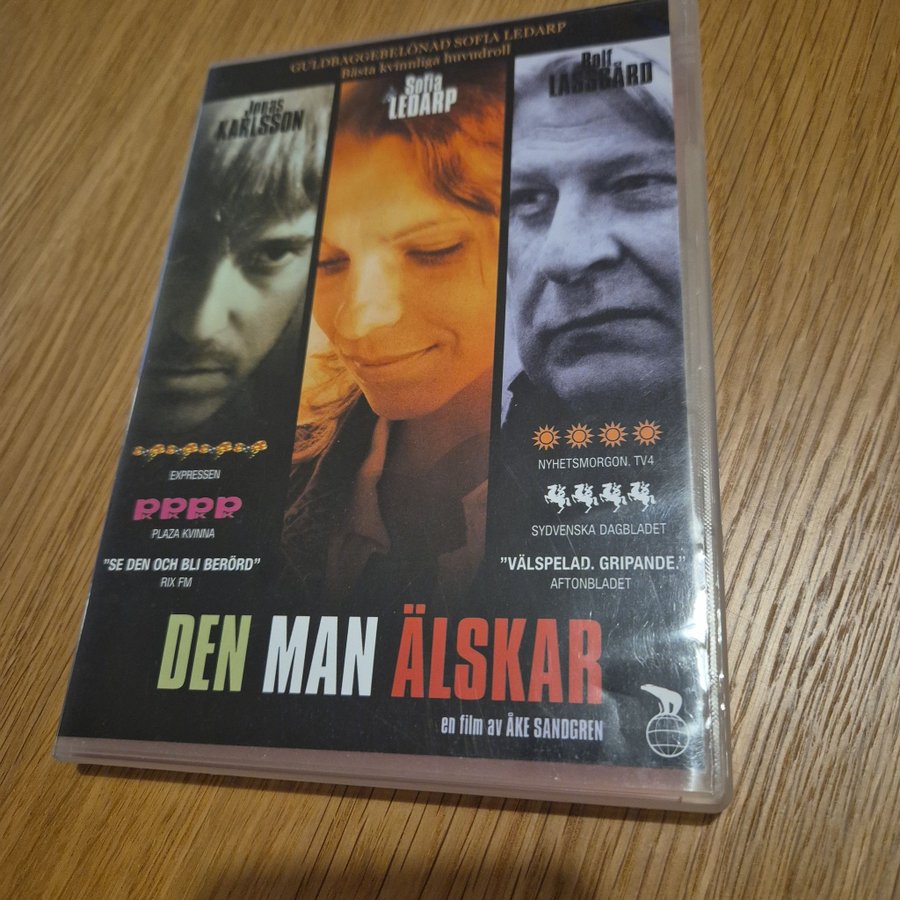 GULDBAGGEBELÖNAD SOFIA LEDARP
Bästa kvinnliga huvudroll
Jonas
KARLSSON
Sofia
LEDARP
Rolf
LASSGÅRD
EXPRESSEN
PPPP
PLAZA KVINNA
"SE DEN OCH BLI BERÖRD"
RIX FM
NYHETSMORGON. TV4
SYDVENSKA DAGBLADET
"VÄLSPELAD. GRIPANDE."
AFTONBLADET
DEN MAN ÄLSKAR
en film av ÅKE SANDGREN